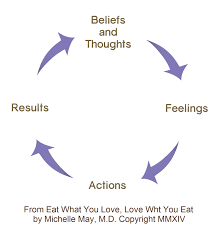 Beliefs
and
Thoughts
Results
Feelings
Actions
From Eat What You Love, Love Wht You Eat
by Michelle May, M.D. Copyright MMXIV